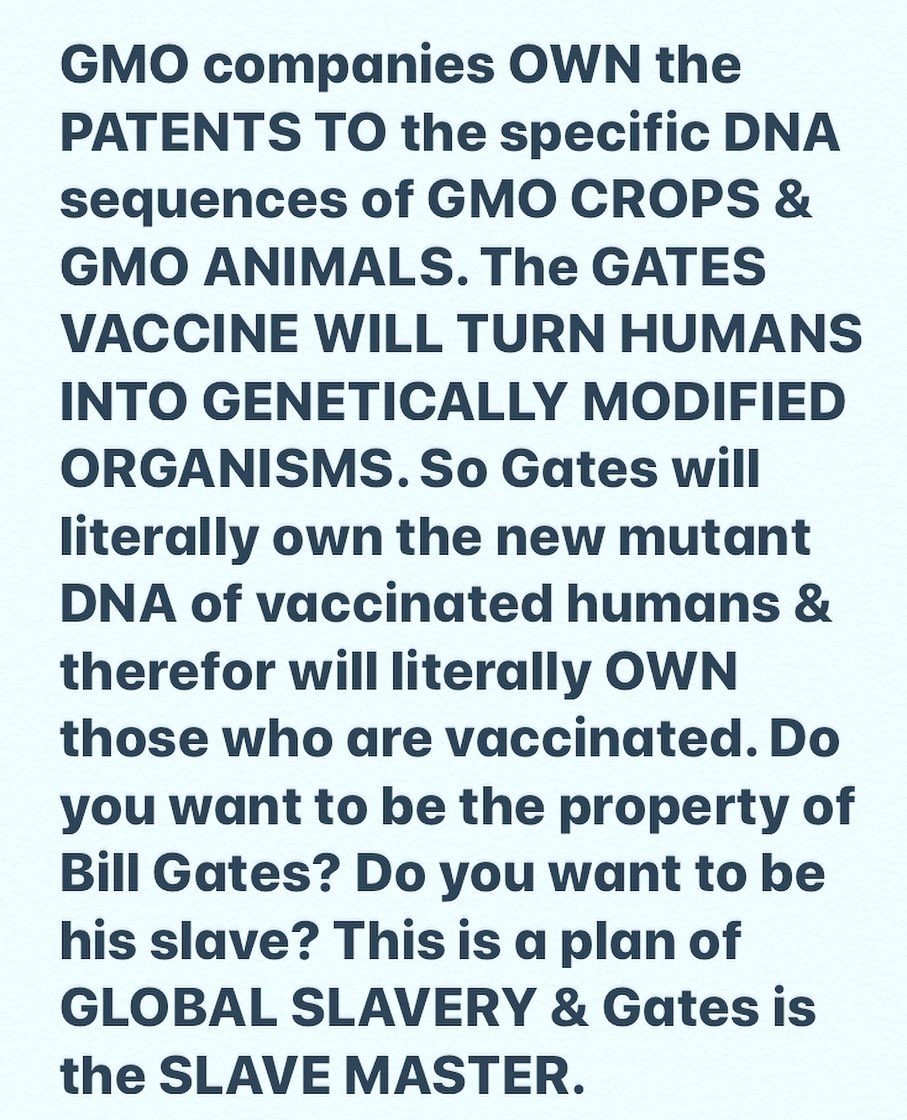 GMO companies OWN the
PATENTS TO the specific DNA
sequences of GMO CROPS &
GMO ANIMALS. The GATES
VACCINE WILL TURN HUMANS
INTO GENETICALLY MODIFIED
ORGANISMS. So Gates will
literally own the new mutant
DNA of vaccinated humans &
therefor will literally OWN
those who are vaccinated. Do
you want to be the property of
Bill Gates? Do you want to be
his slave? This is a plan of
GLOBAL SLAVERY & Gates is
the SLAVE MASTER.